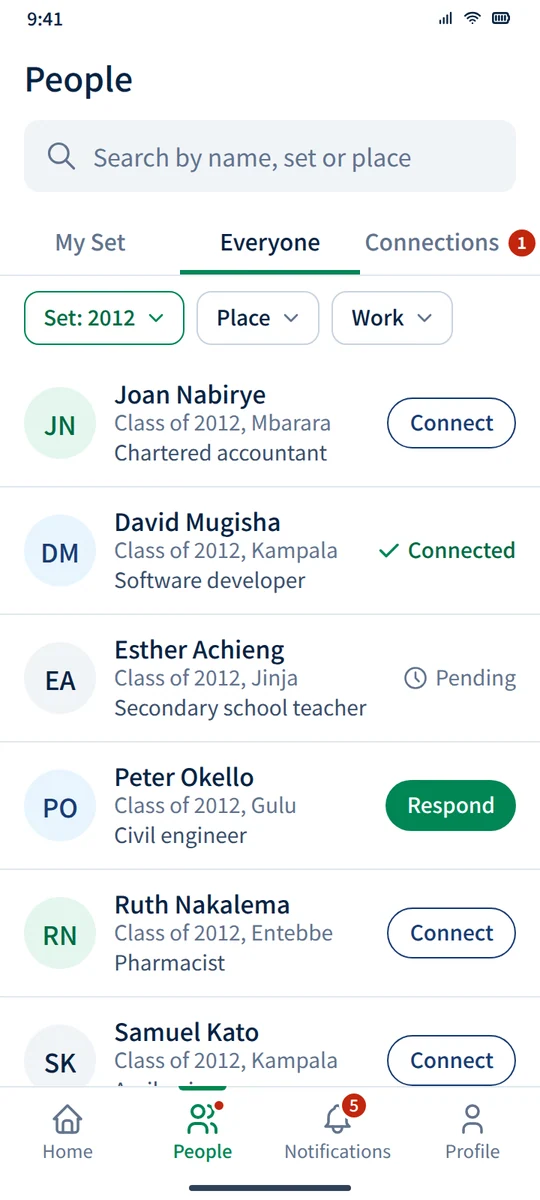 9:41
People
Search by name, set or place
My Set
Everyone
Connections 1
Set: 2012
Place
Work
JN
Joan Nabirye
Class of 2012, Mbarara
Chartered accountant
Connect
DM
David Mugisha
Class of 2012, Kampala
Software developer
Connected
EA
Esther Achieng
Class of 2012, Jinja
Secondary school teacher
Pending
PO
Peter Okello
Class of 2012, Gulu
Civil engineer
Respond
RN
Ruth Nakalema
Class of 2012, Entebbe
Pharmacist
Connect
SK
Samuel Kato
Class of 2012, Kampala
Connect
5
Home
People
Notifications
Profile